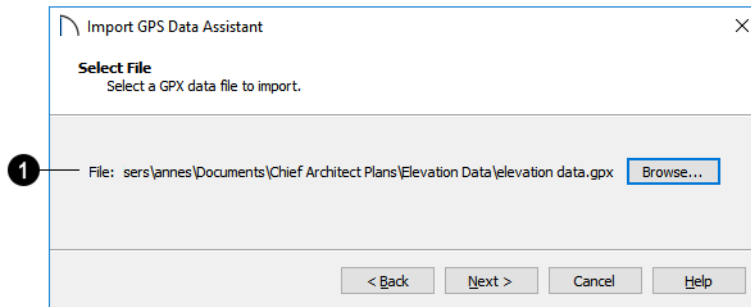 Import GPS Data Assistant
Select File
Select a GPX data file to import.
1
File: sers\annes\Documents\Chief Architect Plans\Elevation Data\elevation data.gpx Browse...
< Back Next > Cancel Help